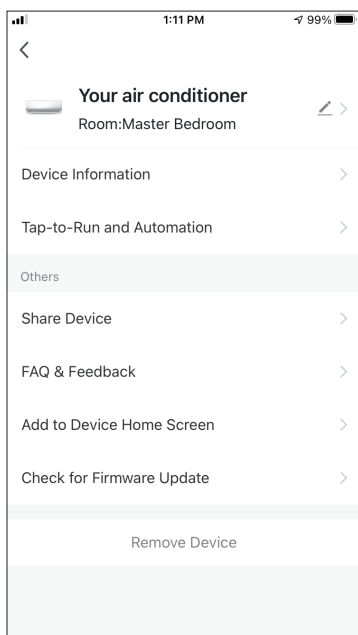 1:11 PM
99%
Your air conditioner
Room:Master Bedroom
Device Information
Tap-to-Run and Automation
Others
Share Device
FAQ & Feedback
Add to Device Home Screen
Check for Firmware Update
Remove Device